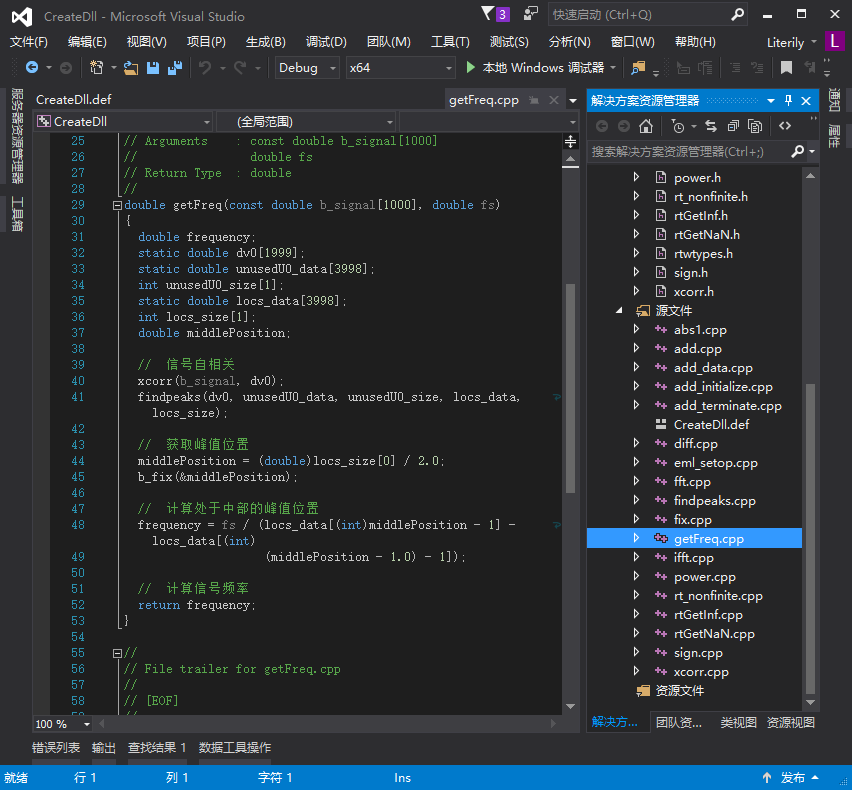 CreateDll - Microsoft Visual Studio
3
快速启动 (Ctrl+Q)
文件(F) 编辑(E) 视图(V) 项目(P) 生成(B) 调试(D) 团队(M) 工具(T) 测试(S) 分析(N) 窗口(W) 帮助(H) Literily L
Debug x64 本地 Windows 调试器
服务器资源管理器
工具箱
CreateDll.def getFreq.cpp
CreateDll (全局范围)
25 // Arguments    : const double b_signal[1000]
26 //                double fs
27 // Return Type  : double
28 //
29 double getFreq(const double b_signal[1000], double fs)
30 {
31   double frequency;
32   static double dv0[1999];
33   static double unusedU0_data[3998];
34   int unusedU0_size[1];
35   static double locs_data[3998];
36   int locs_size[1];
37   double middlePosition;
38
39   //  信号自相关
40   xcorr(b_signal, dv0);
41   findpeaks(dv0, unusedU0_data, unusedU0_size, locs_data,
locs_size);
42
43   //  获取峰值位置
44   middlePosition = (double)locs_size[0] / 2.0;
45   b_fix(&middlePosition);
46
47   //  计算处于中部的峰值位置
48   frequency = fs / (locs_data[(int)middlePosition - 1] -
locs_data[(int)
49                     (middlePosition - 1.0) - 1]);
50
51   //  计算信号频率
52   return frequency;
53 }
54
55 //
56 // File trailer for getFreq.cpp
57 //
58 // [EOF]
100 %
解决方案资源管理器
搜索解决方案资源管理器(Ctrl+;)
power.h
rt_nonfinite.h
rtGetInf.h
rtGetNaN.h
rtwtypes.h
sign.h
xcorr.h
源文件
abs1.cpp
add.cpp
add_data.cpp
add_initialize.cpp
add_terminate.cpp
CreateDll.def
diff.cpp
eml_setop.cpp
fft.cpp
findpeaks.cpp
fix.cpp
getFreq.cpp
ifft.cpp
power.cpp
rt_nonfinite.cpp
rtGetInf.cpp
rtGetNaN.cpp
sign.cpp
xcorr.cpp
资源文件
解决方... 团队资... 类视图 资源视图
通知
属性
错误列表 输出 查找结果 1 数据工具操作
就绪 行 1 列 1 字符 1 Ins 发布